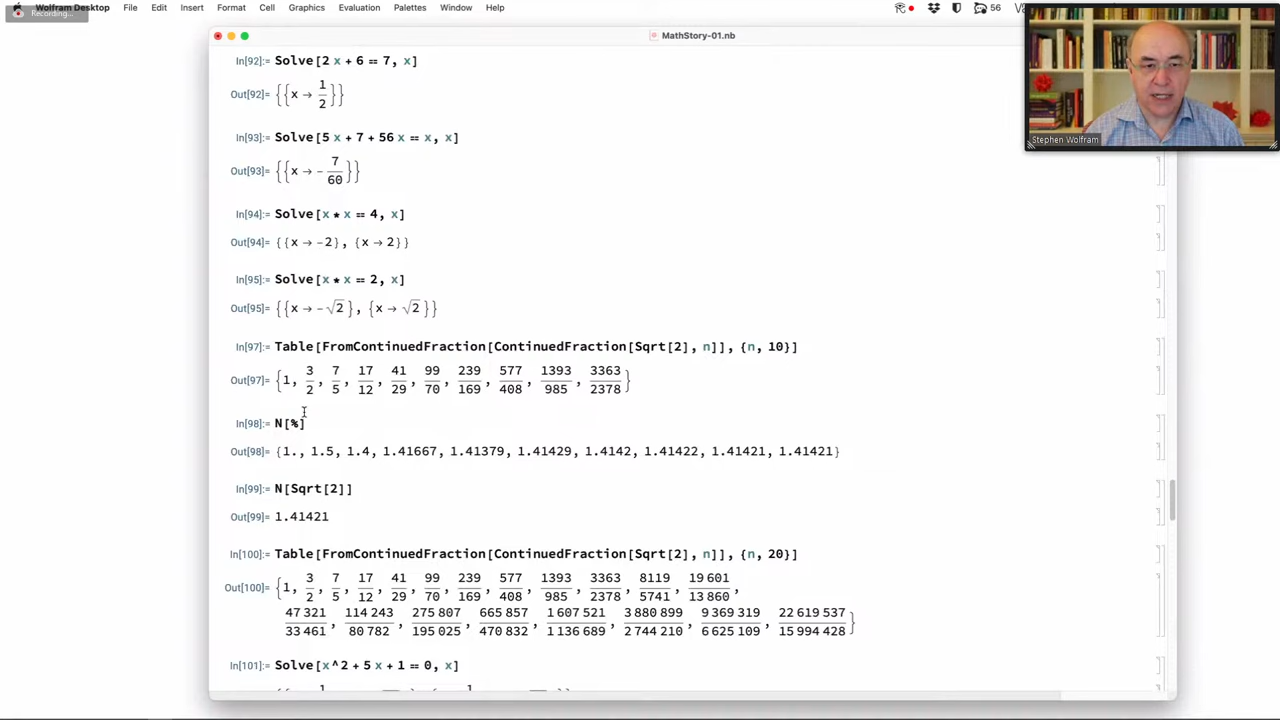 Wolfram Desktop File Edit Insert Format Cell Graphics Evaluation Palettes Window Help 56
Recording...
MathStory-01.nb
Stephen Wolfram
In[92]:= Solve[2 x + 6 == 7, x]
Out[92]= {{x → 1/2}}
In[93]:= Solve[5 x + 7 + 56 x == x, x]
Out[93]= {{x → - 7/60}}
In[94]:= Solve[x * x == 4, x]
Out[94]= {{x → -2}, {x → 2}}
In[95]:= Solve[x * x == 2, x]
Out[95]= {{x → -√2}, {x → √2}}
In[97]:= Table[FromContinuedFraction[ContinuedFraction[Sqrt[2], n]], {n, 10}]
Out[97]= {1, 3/2, 7/5, 17/12, 41/29, 99/70, 239/169, 577/408, 1393/985, 3363/2378}
In[98]:= N[%]
Out[98]= {1., 1.5, 1.4, 1.41667, 1.41379, 1.41429, 1.4142, 1.41422, 1.41421, 1.41421}
In[99]:= N[Sqrt[2]]
Out[99]= 1.41421
In[100]:= Table[FromContinuedFraction[ContinuedFraction[Sqrt[2], n]], {n, 20}]
Out[100]= {1, 3/2, 7/5, 17/12, 41/29, 99/70, 239/169, 577/408, 1393/985, 3363/2378, 8119/5741, 19 601/13 860,
47 321/33 461, 114 243/80 782, 275 807/195 025, 665 857/470 832, 1 607 521/1 136 689, 3 880 899/2 744 210, 9 369 319/6 625 109, 22 619 537/15 994 428}
In[101]:= Solve[x^2 + 5 x + 1 == 0, x]